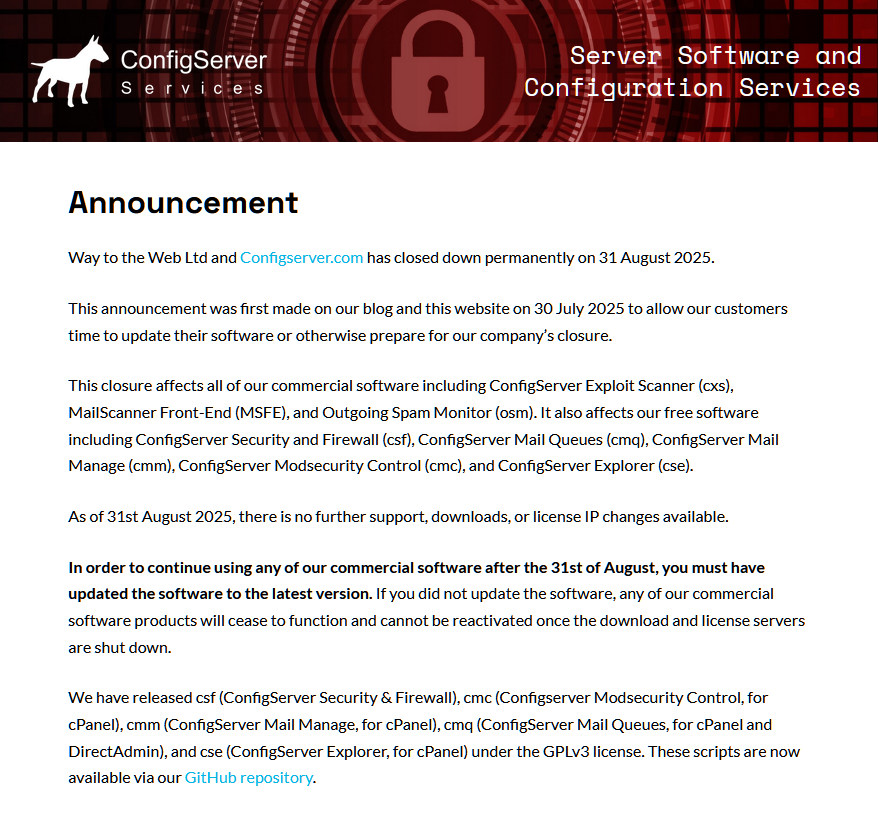 ConfigServer
Services
Server Software and
Configuration Services
Announcement
Way to the Web Ltd and Configserver.com has closed down permanently on 31 August 2025.
This announcement was first made on our blog and this website on 30 July 2025 to allow our customers
time to update their software or otherwise prepare for our company’s closure.
This closure affects all of our commercial software including ConfigServer Exploit Scanner (cxs),
MailScanner Front-End (MSFE), and Outgoing Spam Monitor (osm). It also affects our free software
including ConfigServer Security and Firewall (csf), ConfigServer Mail Queues (cmq), ConfigServer Mail
Manage (cmm), ConfigServer Modsecurity Control (cmc), and ConfigServer Explorer (cse).
As of 31st August 2025, there is no further support, downloads, or license IP changes available.
In order to continue using any of our commercial software after the 31st of August, you must have
updated the software to the latest version. If you did not update the software, any of our commercial
software products will cease to function and cannot be reactivated once the download and license servers
are shut down.
We have released csf (ConfigServer Security & Firewall), cmc (Configserver Modsecurity Control, for
cPanel), cmm (ConfigServer Mail Manage, for cPanel), cmq (ConfigServer Mail Queues, for cPanel and
DirectAdmin), and cse (ConfigServer Explorer, for cPanel) under the GPLv3 license. These scripts are now
available via our GitHub repository.